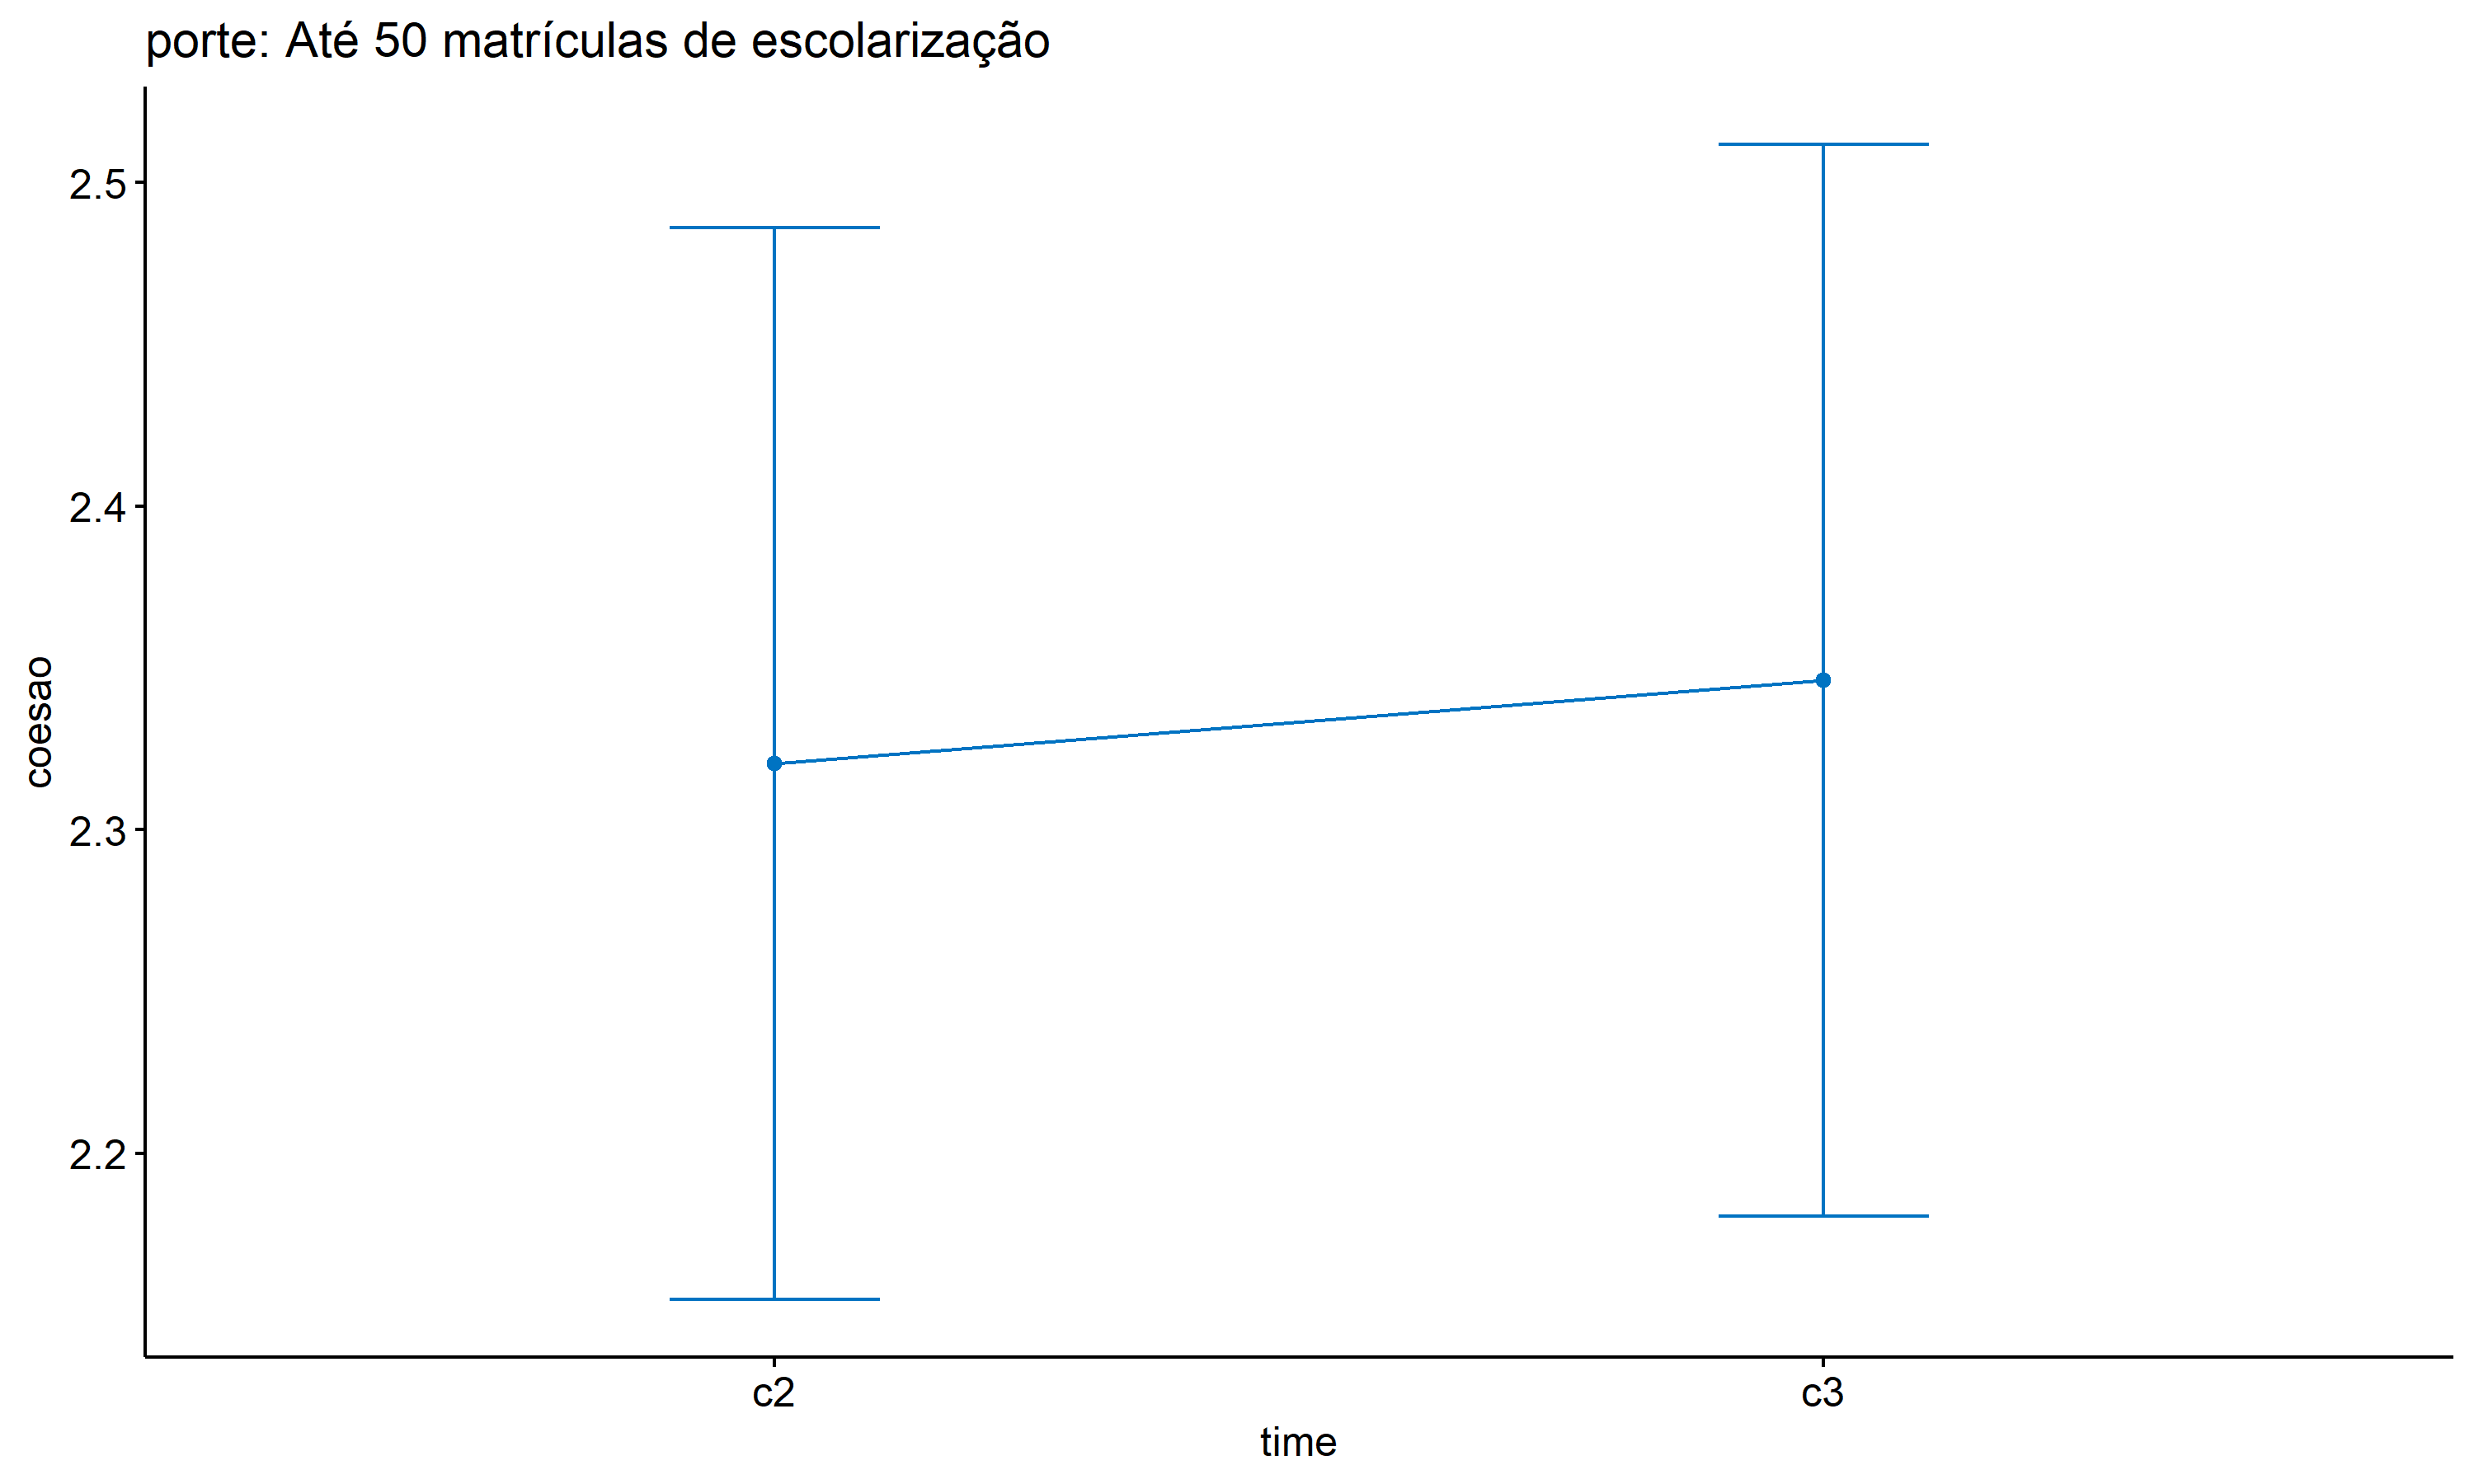 porte: Até 50 matrículas de escolarização
2.5
2.4
2.3
2.2
coesao
c2
c3
time